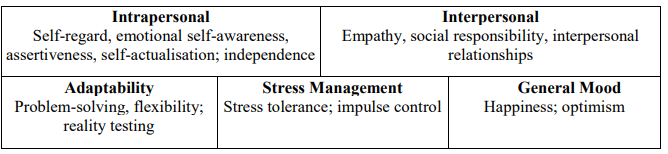 Intrapersonal
Self-regard, emotional self-awareness,
assertiveness, self-actualisation; independence
Interpersonal
Empathy, social responsibility, interpersonal
relationships
Adaptability
Problem-solving, flexibility;
reality testing
Stress Management
Stress tolerance; impulse control
General Mood
Happiness; optimism